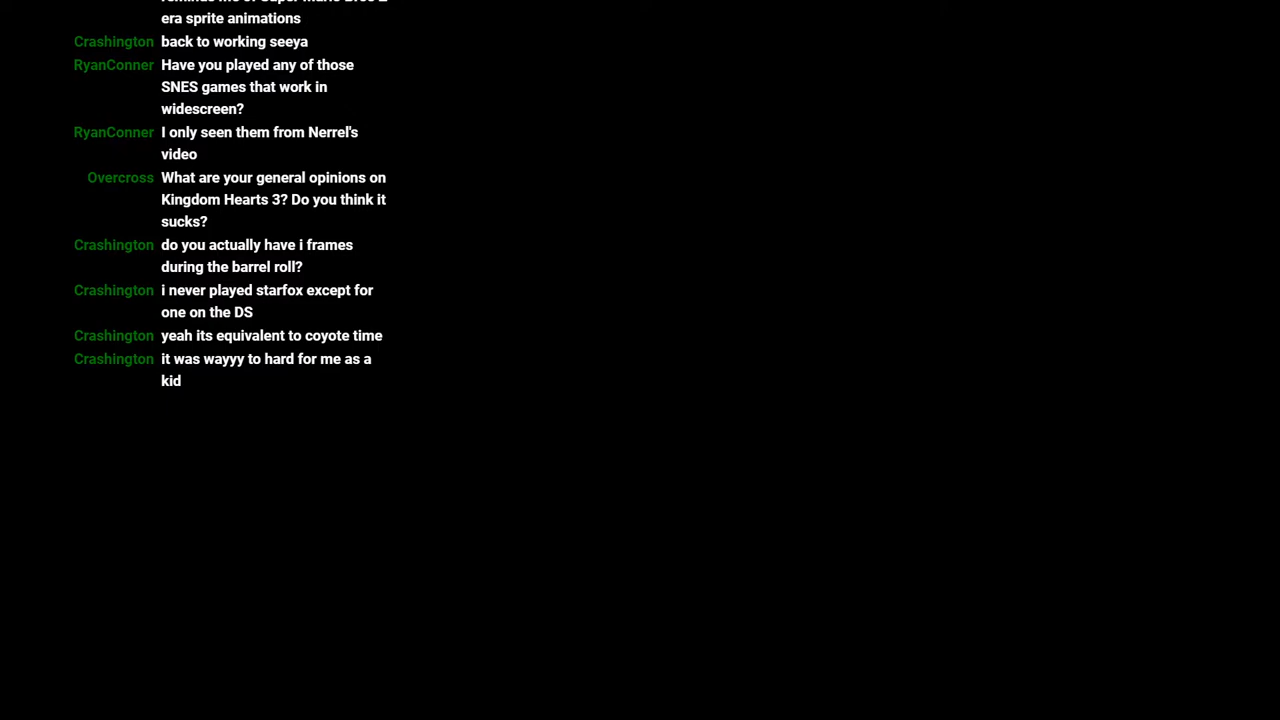 era sprite animations
Crashington back to working seeya
RyanConner Have you played any of those
SNES games that work in
widescreen?
RyanConner I only seen them from Nerrel's
video
Overcross What are your general opinions on
Kingdom Hearts 3? Do you think it
sucks?
Crashington do you actually have i frames
during the barrel roll?
Crashington i never played starfox except for
one on the DS
Crashington yeah its equivalent to coyote time
Crashington it was wayyy to hard for me as a
kid